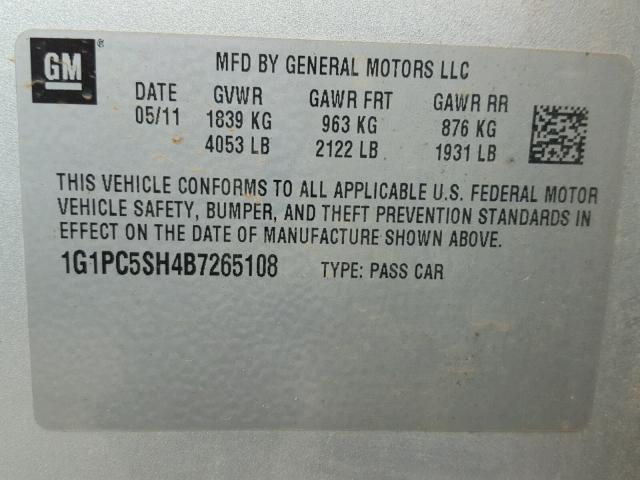 GM ®
MFD BY GENERAL MOTORS LLC
DATE GVWR GAWR FRT GAWR RR
05/11 1839 KG 963 KG 876 KG
4053 LB 2122 LB 1931 LB
THIS VEHICLE CONFORMS TO ALL APPLICABLE U.S. FEDERAL MOTOR
VEHICLE SAFETY, BUMPER, AND THEFT PREVENTION STANDARDS IN
EFFECT ON THE DATE OF MANUFACTURE SHOWN ABOVE.
1G1PC5SH4B7265108 TYPE: PASS CAR